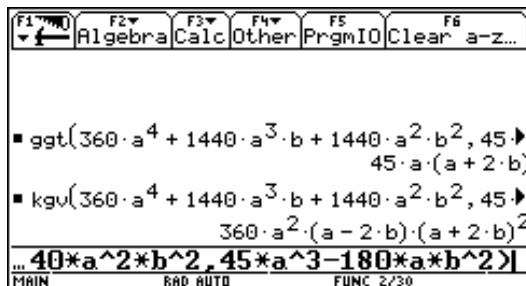 F1 F2 F3 F4 F5 F6
Algebra Calc Other PrgmIO Clear a-z…
▪ ggt(360·a^4 + 1440·a^3·b + 1440·a^2·b^2, 45·▶
45·a·(a + 2·b)
▪ kgv(360·a^4 + 1440·a^3·b + 1440·a^2·b^2, 45·▶
360·a^2·(a - 2·b)·(a + 2·b)^2
…40*a^2*b^2,45*a^3-180*a*b^2)
MAIN RAD AUTO FUNC 2/30